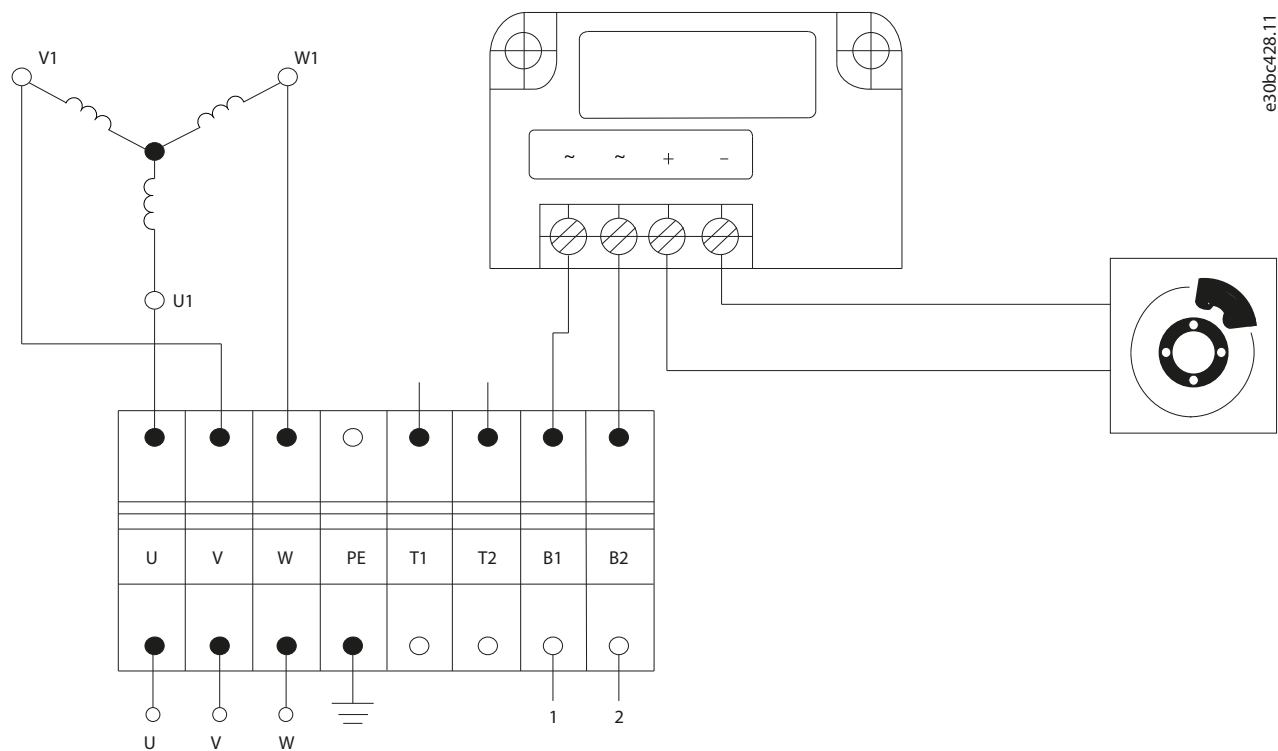 V1
W1
e30bc428.11
~ ~ + –
U1
U V W PE T1 T2 B1 B2
1 2
U V W